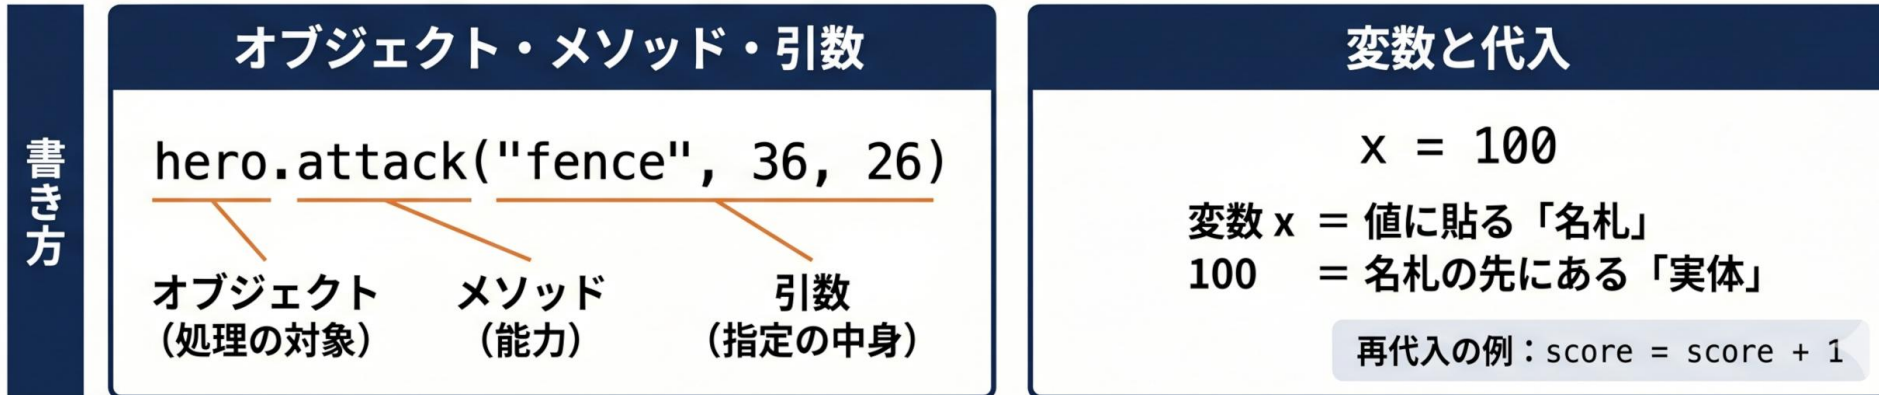 書き方
オブジェクト・メソッド・引数
hero.attack("fence", 36, 26)
オブジェクト
（処理の対象）
メソッド
（能力）
引数
（指定の中身）
変数と代入
x = 100
変数 x = 値に貼る「名札」
100 = 名札の先にある「実体」
再代入の例：score = score + 1